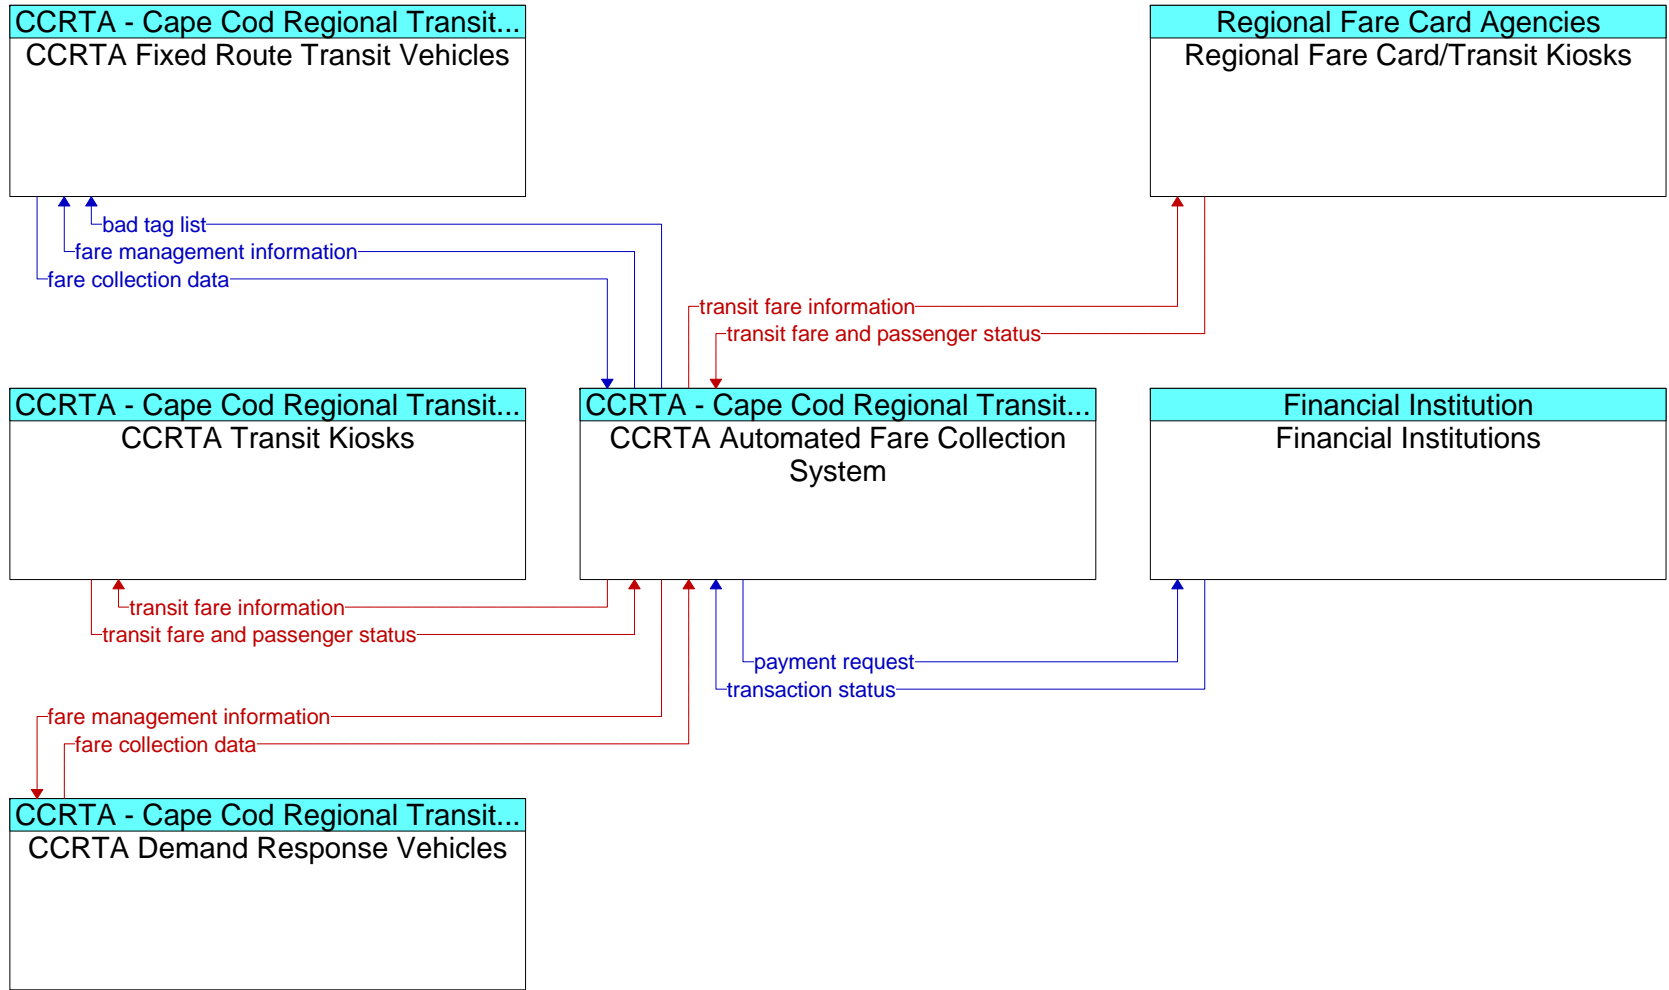 CCRTA - Cape Cod Regional Transit...
CCRTA Fixed Route Transit Vehicles
Regional Fare Card Agencies
Regional Fare Card/Transit Kiosks
bad tag list
fare management information
fare collection data
transit fare information
transit fare and passenger status
CCRTA - Cape Cod Regional Transit...
CCRTA Transit Kiosks
CCRTA - Cape Cod Regional Transit...
CCRTA Automated Fare Collection
System
Financial Institution
Financial Institutions
transit fare information
transit fare and passenger status
payment request
transaction status
fare management information
fare collection data
CCRTA - Cape Cod Regional Transit...
CCRTA Demand Response Vehicles